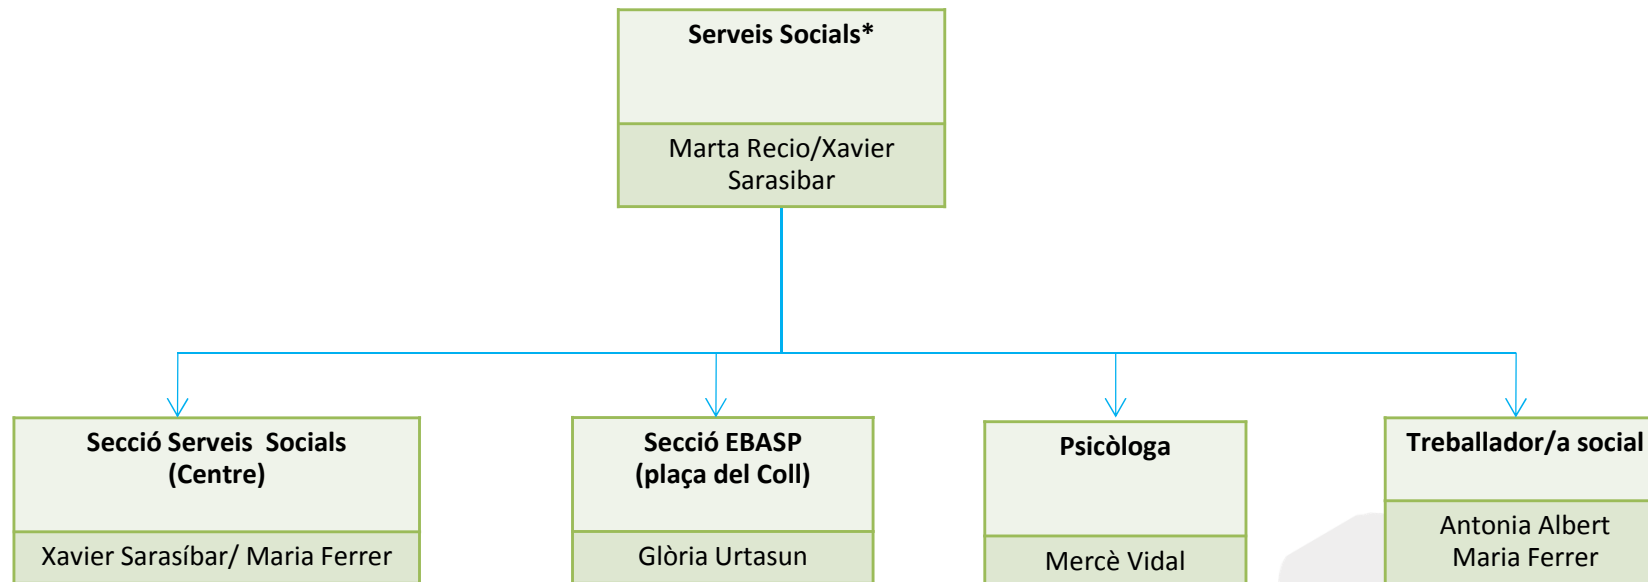 Serveis Socials*
Marta Recio/Xavier
Sarasibar
Secció Serveis  Socials
(Centre)
Xavier Sarasíbar/ Maria Ferrer
Secció EBASP
(plaça del Coll)
Glòria Urtasun
Psicòloga
Mercè Vidal
Treballador/a social
Antonia Albert
Maria Ferrer